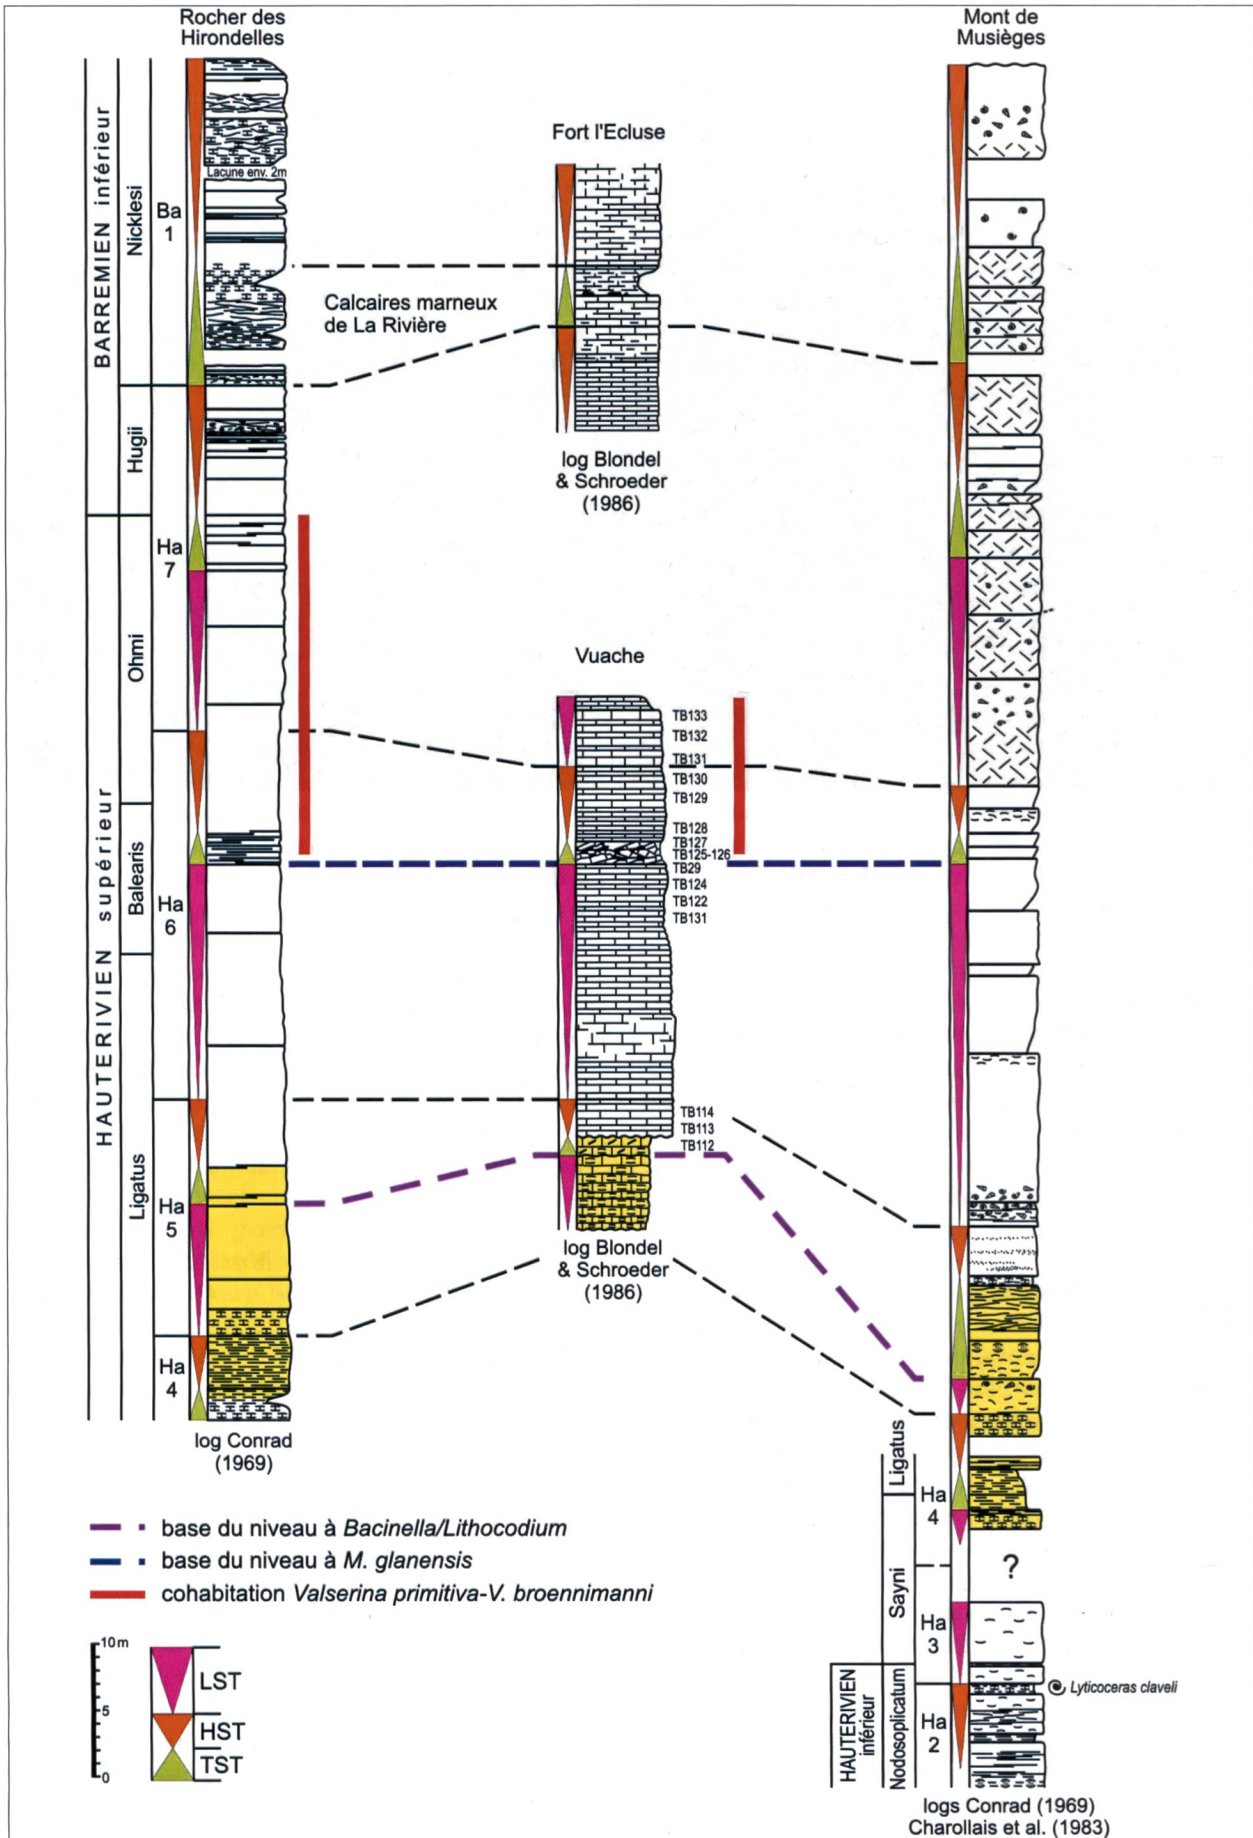 Rocher des
Hirondelles
Mont de
Musièges
Fort l'Ecluse
BARREMIEN inférieur
Nicklesi
Ba
1
Lacune env. 2m
Calcaires marneux
de La Rivière
Hugii
log Blondel
& Schroeder
(1986)
HAUTERIVIEN supérieur
Ohmi
Ha
7
Vuache
TB133
TB132
TB131
TB130
TB129
TB128
TB127
TB125-126
TB29
TB124
TB122
TB131
Balearis
Ha
6
Ligatus
TB114
TB113
TB112
Ha
5
log Blondel
& Schroeder
(1986)
Ha
4
log Conrad
(1969)
Ligatus
Ha
4
Sayni
?
Ha
3
HAUTERIVIEN
inférieur
Nodosoplicatum
Ha
2
Lyticoceras claveli
logs Conrad (1969)
Charollais et al. (1983)
base du niveau à Bacinella/Lithocodium
base du niveau à M. glanensis
cohabitation Valserina primitiva-V. broennimanni
10m
5
0
LST
HST
TST